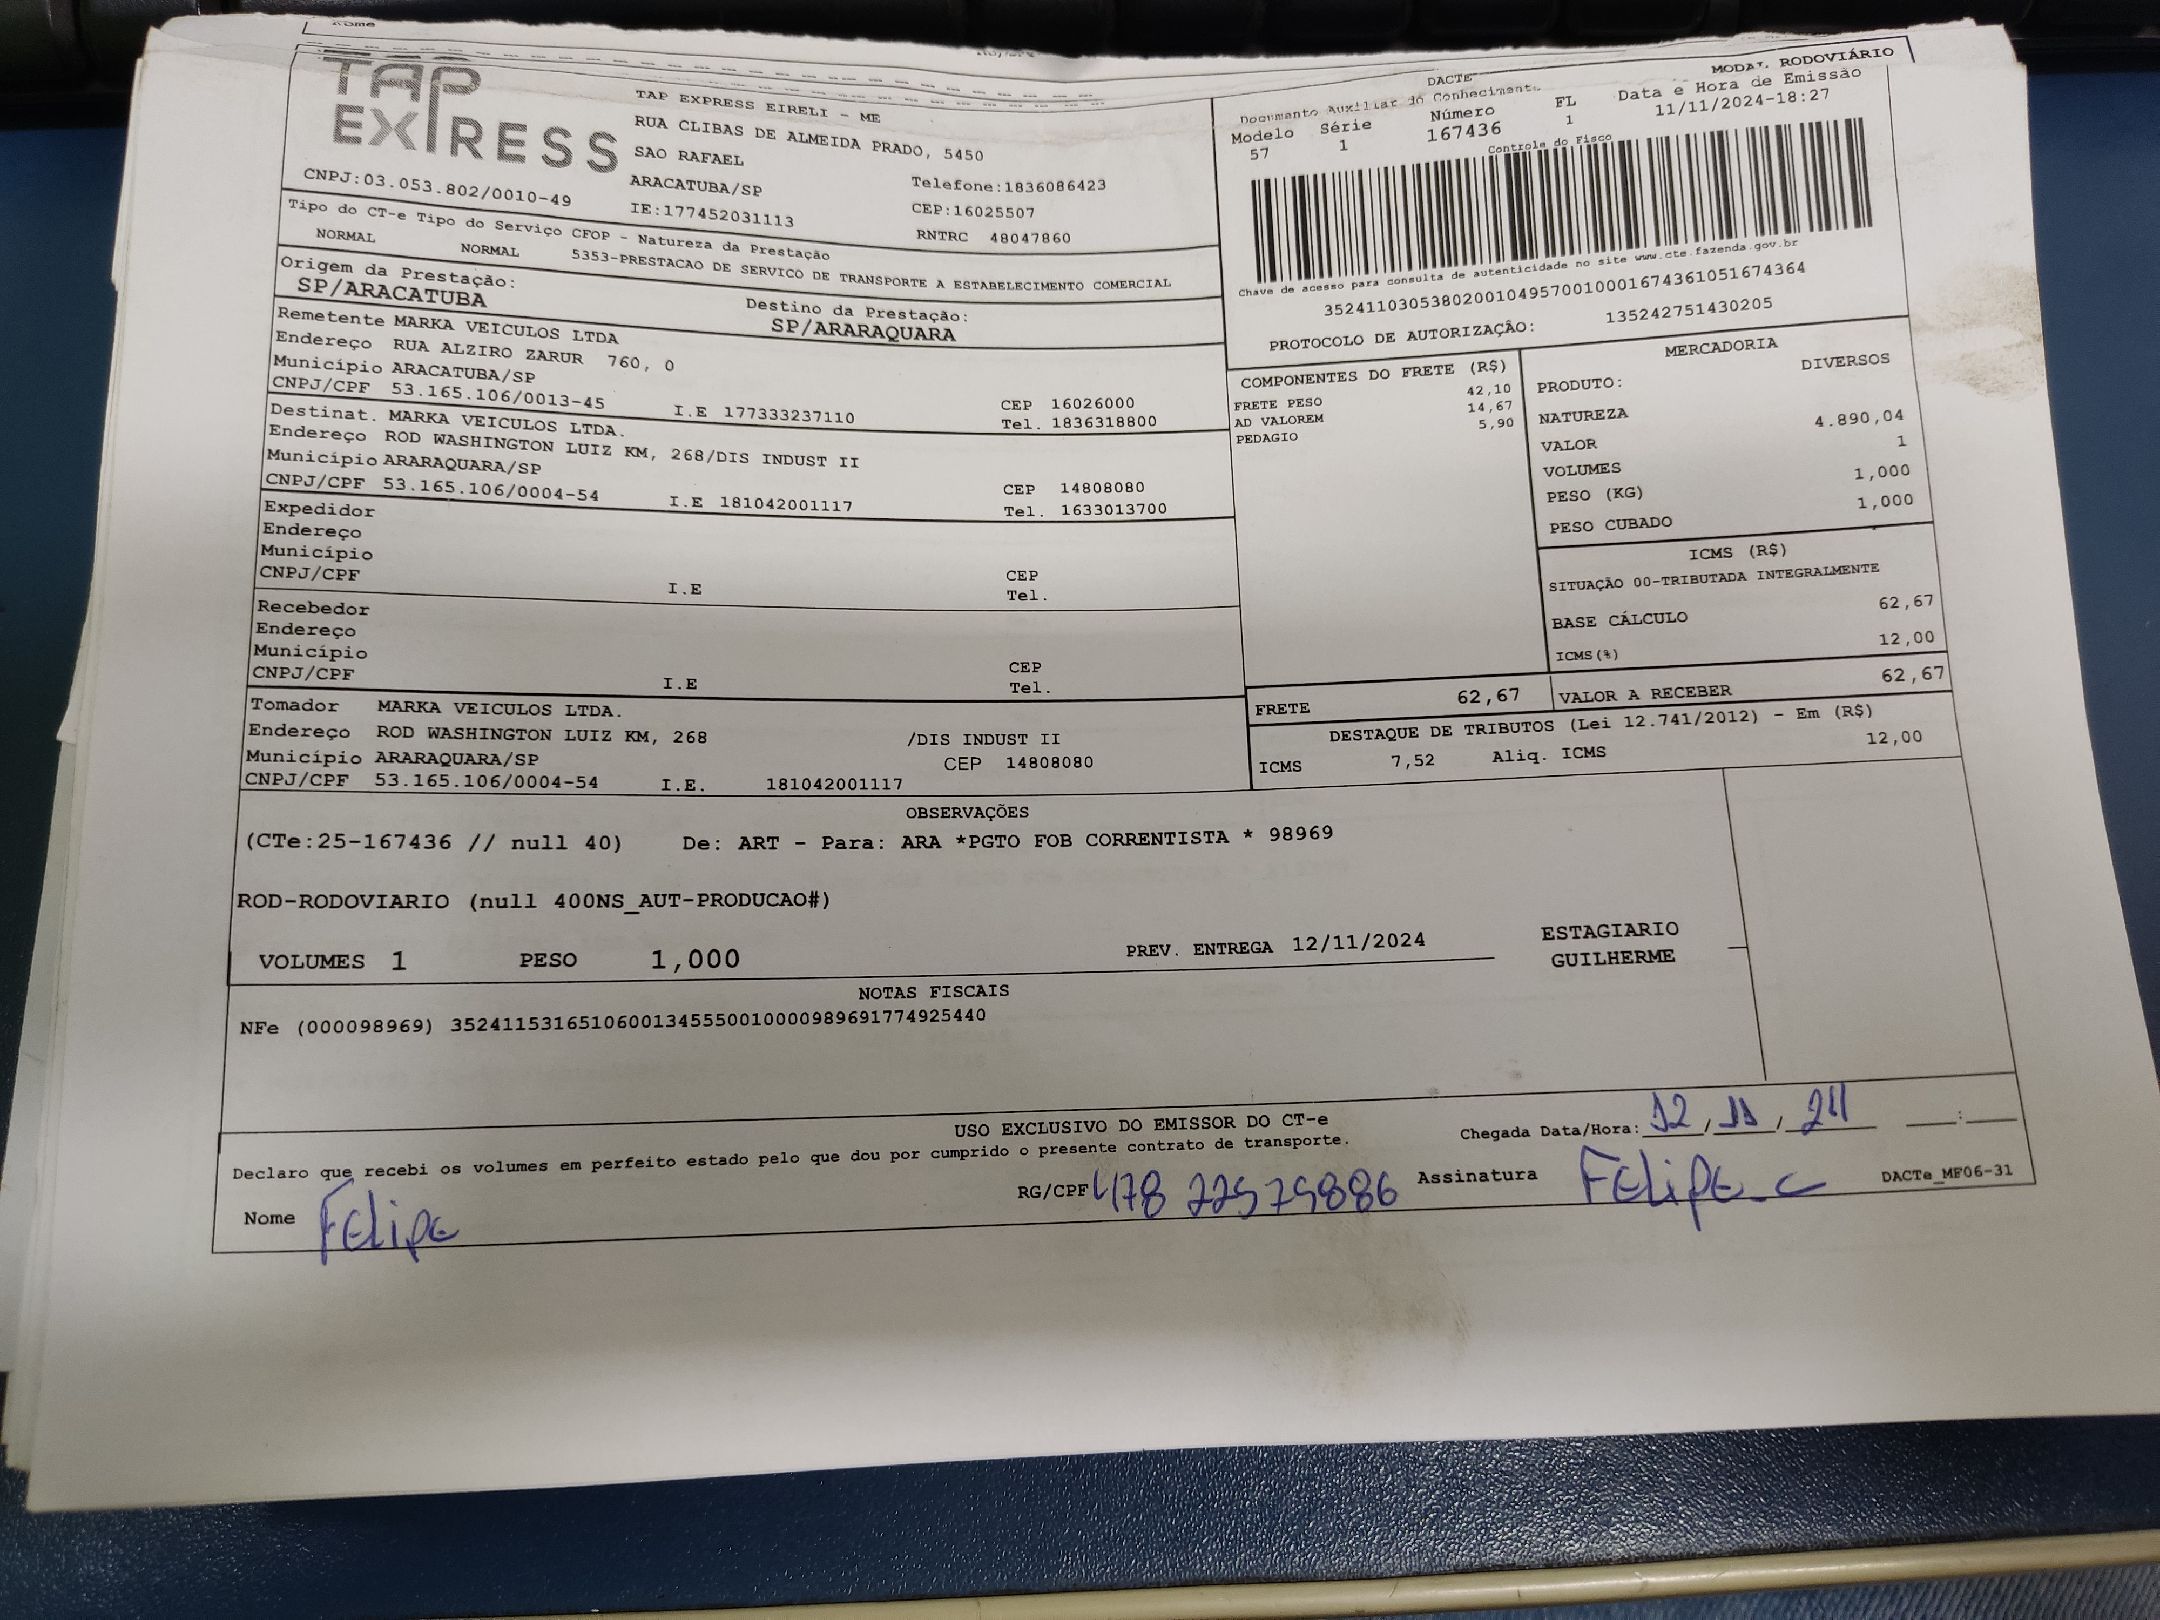 Nome
TAP EXPRESS
CNPJ:03.053.802/0010-49
TAP EXPRESS EIRELI - ME
RUA CLIBAS DE ALMEIDA PRADO, 5450
SAO RAFAEL
ARACATUBA/SP Telefone:1836086423
IE:177452031113 CEP:16025507
RNTRC 48047860
DACTE MODAL RODOVIÁRIO
Documento Auxiliar do Conhecimento
Modelo Série Número FL Data e Hora de Emissão
57 1 167436 1 11/11/2024-18:27
Controle do Fisco
Chave de acesso para consulta de autenticidade no site www.cte.fazenda.gov.br
35241103053802001049570010001674361051674364
PROTOCOLO DE AUTORIZAÇÃO: 135242751430205
Tipo do CT-e Tipo do Serviço CFOP - Natureza da Prestação
NORMAL NORMAL 5353-PRESTACAO DE SERVICO DE TRANSPORTE A ESTABELECIMENTO COMERCIAL
Origem da Prestação: Destino da Prestação:
SP/ARACATUBA SP/ARARAQUARA
Remetente MARKA VEICULOS LTDA
Endereço RUA ALZIRO ZARUR 760, 0
Município ARACATUBA/SP CEP 16026000
CNPJ/CPF 53.165.106/0013-45 I.E 177333237110 Tel. 1836318800
Destinat. MARKA VEICULOS LTDA.
Endereço ROD WASHINGTON LUIZ KM, 268/DIS INDUST II
Município ARARAQUARA/SP CEP 14808080
CNPJ/CPF 53.165.106/0004-54 I.E 181042001117 Tel. 1633013700
Expedidor
Endereço
Município CEP
CNPJ/CPF I.E Tel.
Recebedor
Endereço
Município CEP
CNPJ/CPF I.E Tel.
Tomador MARKA VEICULOS LTDA.
Endereço ROD WASHINGTON LUIZ KM, 268 /DIS INDUST II
Município ARARAQUARA/SP CEP 14808080
CNPJ/CPF 53.165.106/0004-54 I.E. 181042001117
COMPONENTES DO FRETE (R$)
FRETE PESO 42,10
AD VALOREM 14,67
PEDAGIO 5,90
MERCADORIA
PRODUTO: DIVERSOS
NATUREZA
VALOR 4.890,04
VOLUMES 1
PESO (KG) 1,000
PESO CUBADO 1,000
ICMS (R$)
SITUAÇÃO 00-TRIBUTADA INTEGRALMENTE
BASE CÁLCULO 62,67
ICMS(%) 12,00
FRETE 62,67 VALOR A RECEBER 62,67
DESTAQUE DE TRIBUTOS (Lei 12.741/2012) - Em (R$)
ICMS 7,52 Aliq. ICMS 12,00
OBSERVAÇÕES
(CTe:25-167436 // null 40) De: ART - Para: ARA *PGTO FOB CORRENTISTA * 98969
ROD-RODOVIARIO (null 400NS_AUT-PRODUCAO#)
VOLUMES 1 PESO 1,000 PREV. ENTREGA 12/11/2024 ESTAGIARIO
GUILHERME
NOTAS FISCAIS
NFe (000098969) 35241153165106001345550010000989691774925440
USO EXCLUSIVO DO EMISSOR DO CT-e
Declaro que recebi os volumes em perfeito estado pelo que dou por cumprido o presente contrato de transporte.
Chegada Data/Hora: 12/11/24 __:__
Nome Felipe RG/CPF 478 22575886 Assinatura Felipe C DACTe_MF06-31